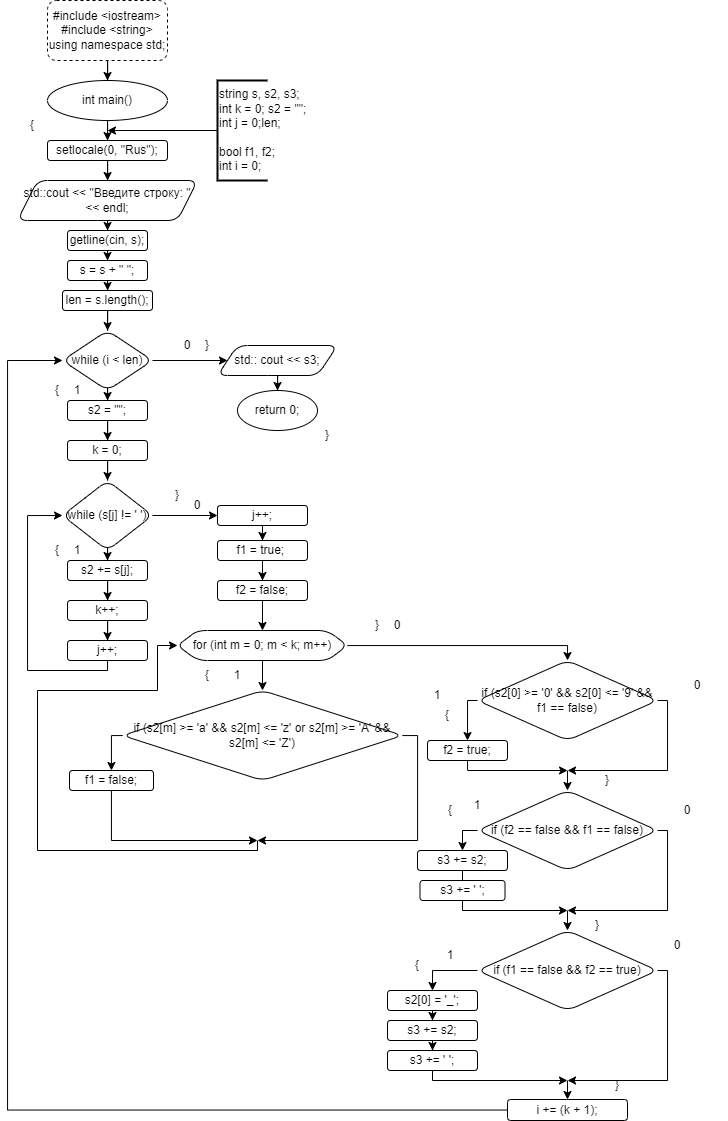 #include <iostream>
#include <string>
using namespace std;
int main()
{
string s, s2, s3;
int k = 0; s2 = "";
int j = 0;len;
bool f1, f2;
int i = 0;
setlocale(0, "Rus");
std::cout << "Введите строку: "
<< endl;
getline(cin, s);
s = s + " ";
len = s.length();
while (i < len)
0 }
std:: cout << s3;
return 0;
}
{ 1
s2 = "";
k = 0;
while (s[j] != ' ')
}
0
{ 1
s2 += s[j];
k++;
j++;
j++;
f1 = true;
f2 = false;
for (int m = 0; m < k; m++)
} 0
{ 1
if (s2[m] >= 'a' && s2[m] <= 'z' or s2[m] >= 'A' &&
s2[m] <= 'Z')
f1 = false;
if (s2[0] >= '0' && s2[0] <= '9' &&
f1 == false)
0
1
{
f2 = true;
}
{ 1
0
if (f2 == false && f1 == false)
s3 += s2;
s3 += ' ';
}
0
1
{
if (f1 == false && f2 == true)
s2[0] = '_';
s3 += s2;
s3 += ' ';
}
i += (k + 1);